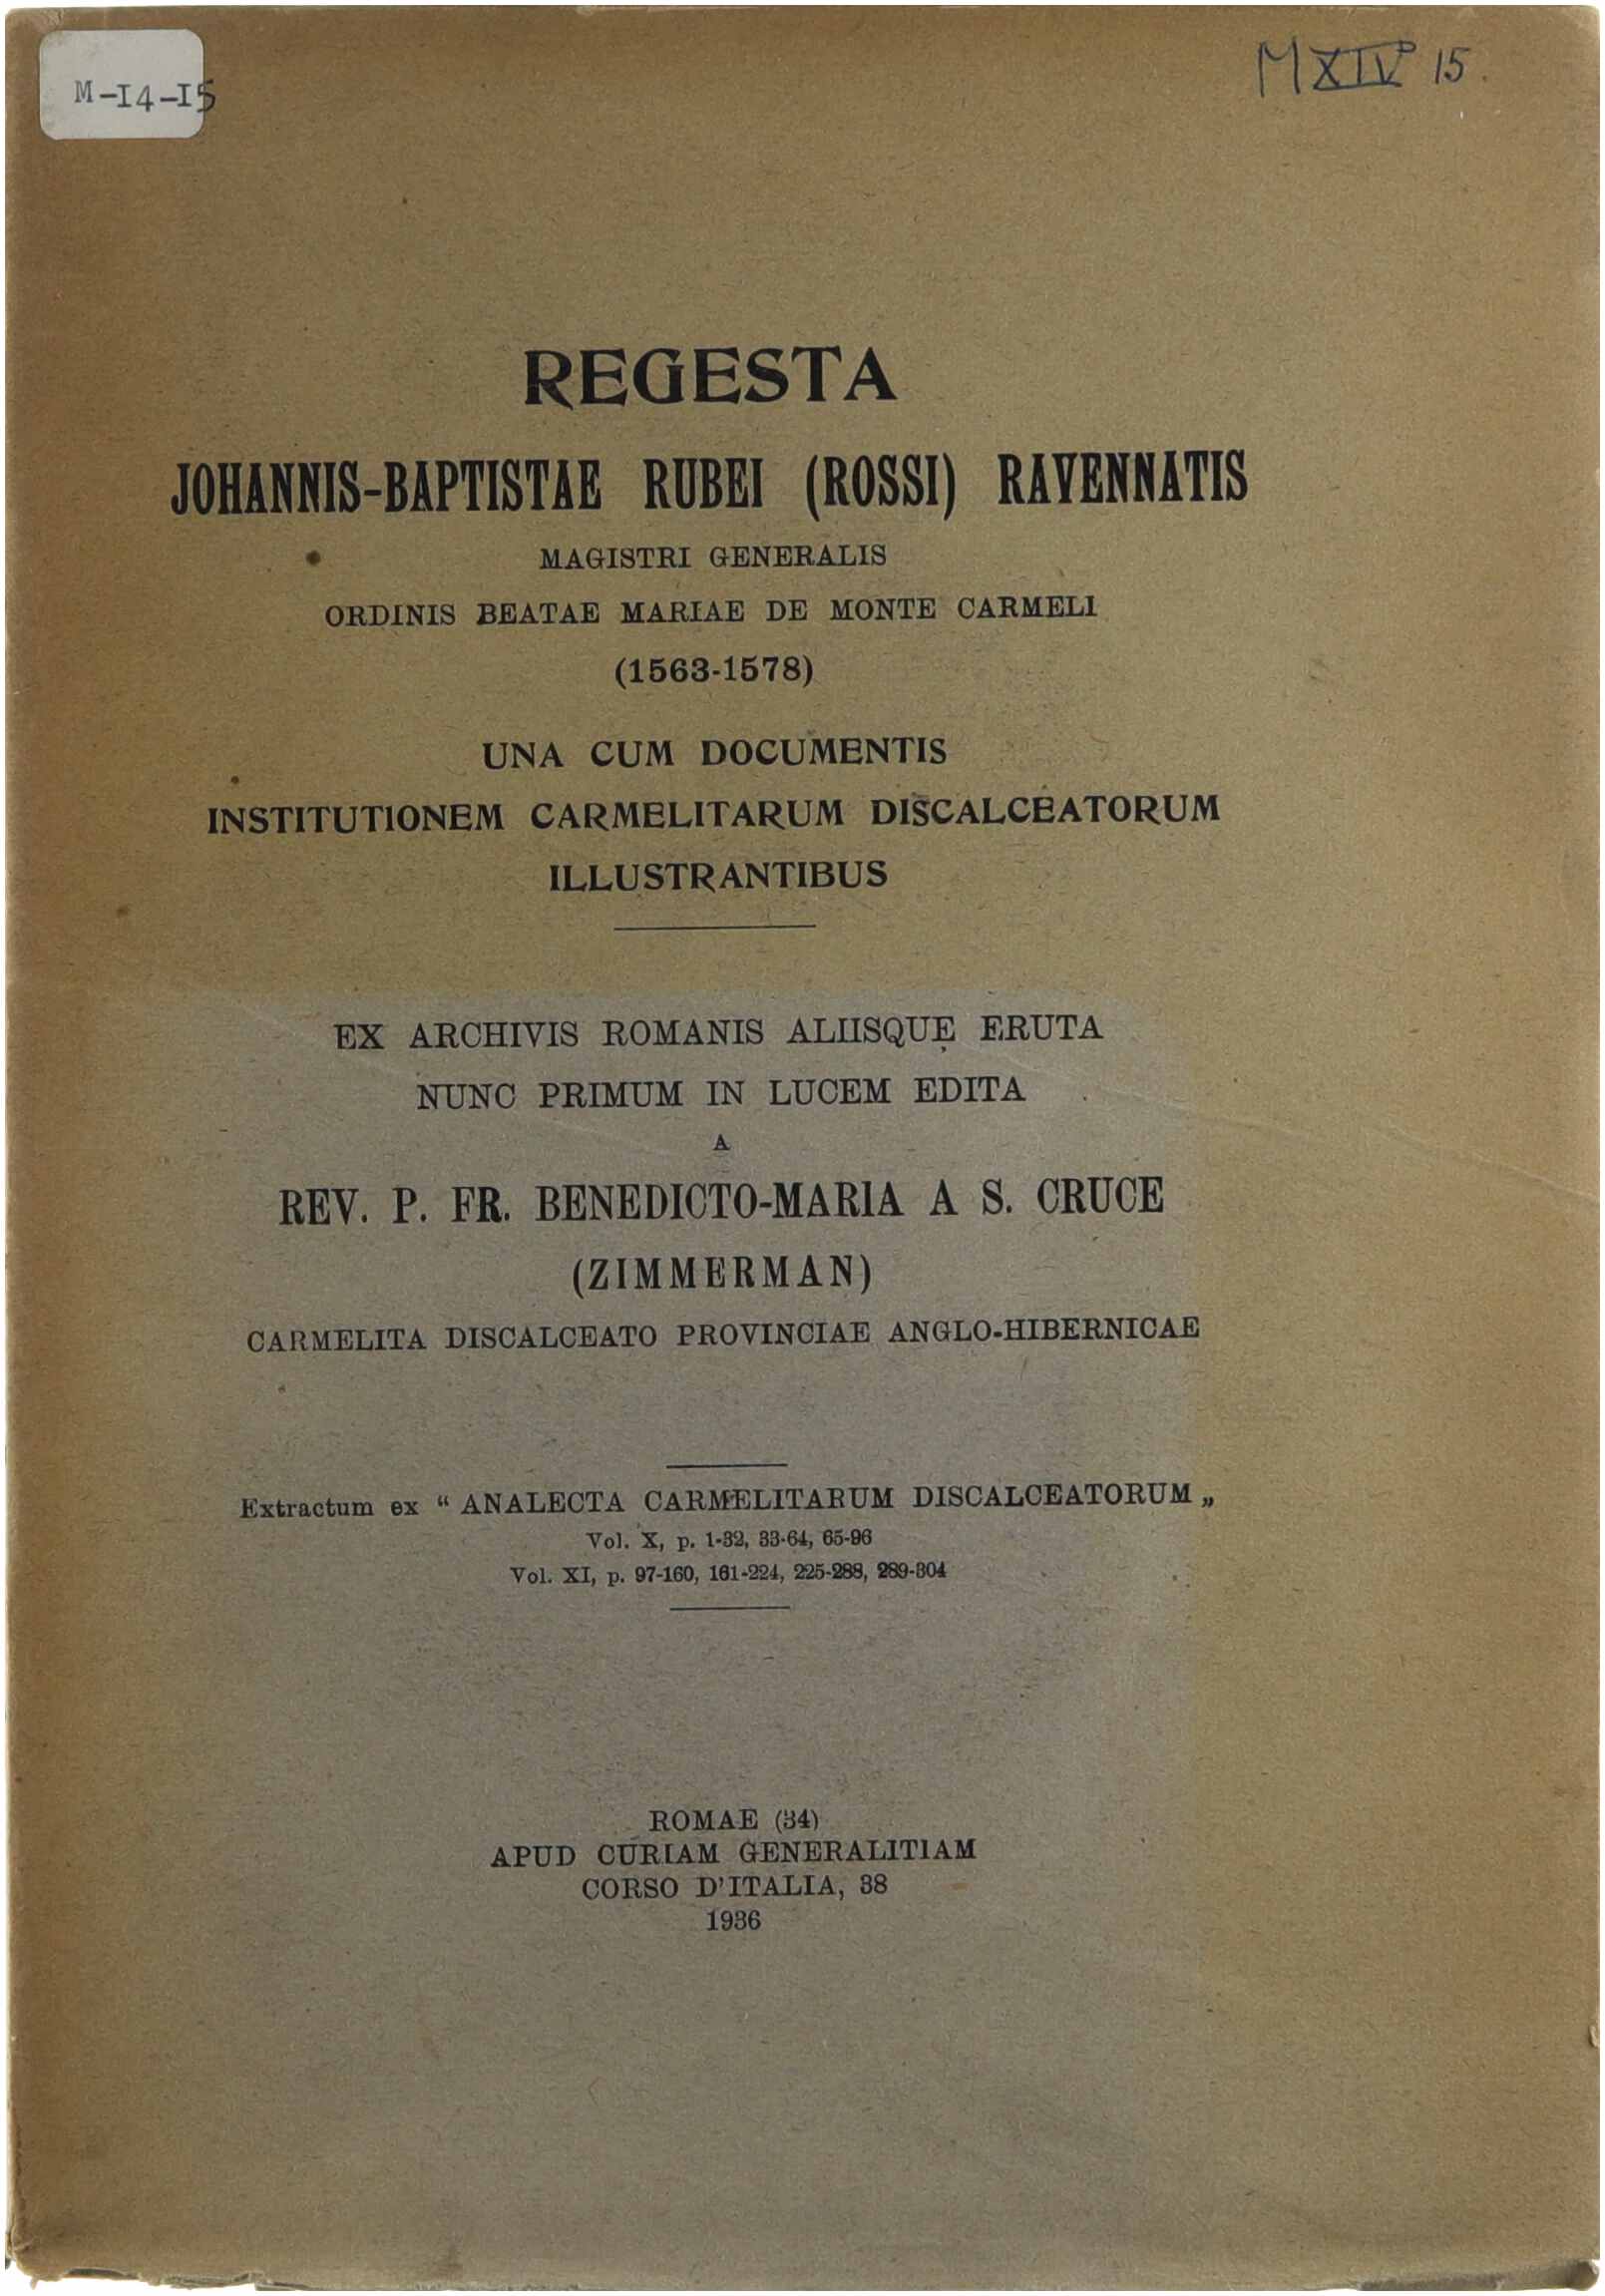 M-I4-I5
M XIV 15.
REGESTA
JOHANNIS-BAPTISTAE RUBEI (ROSSI) RAVENNATIS
MAGISTRI GENERALIS
ORDINIS BEATAE MARIAE DE MONTE CARMELI
(1563-1578)
UNA CUM DOCUMENTIS
INSTITUTIONEM CARMELITARUM DISCALCEATORUM
ILLUSTRANTIBUS
EX ARCHIVIS ROMANIS ALIISQUE ERUTA
NUNC PRIMUM IN LUCEM EDITA
A
REV. P. FR. BENEDICTO-MARIA A S. CRUCE
(ZIMMERMAN)
CARMELITA DISCALCEATO PROVINCIAE ANGLO-HIBERNICAE
Extractum ex “ ANALECTA CARMELITARUM DISCALCEATORUM „
Vol. X, p. 1-32, 33-64, 65-96
Vol. XI, p. 97-160, 161-224, 225-288, 289-304
ROMAE (34)
APUD CURIAM GENERALITIAM
CORSO D'ITALIA, 38
1936